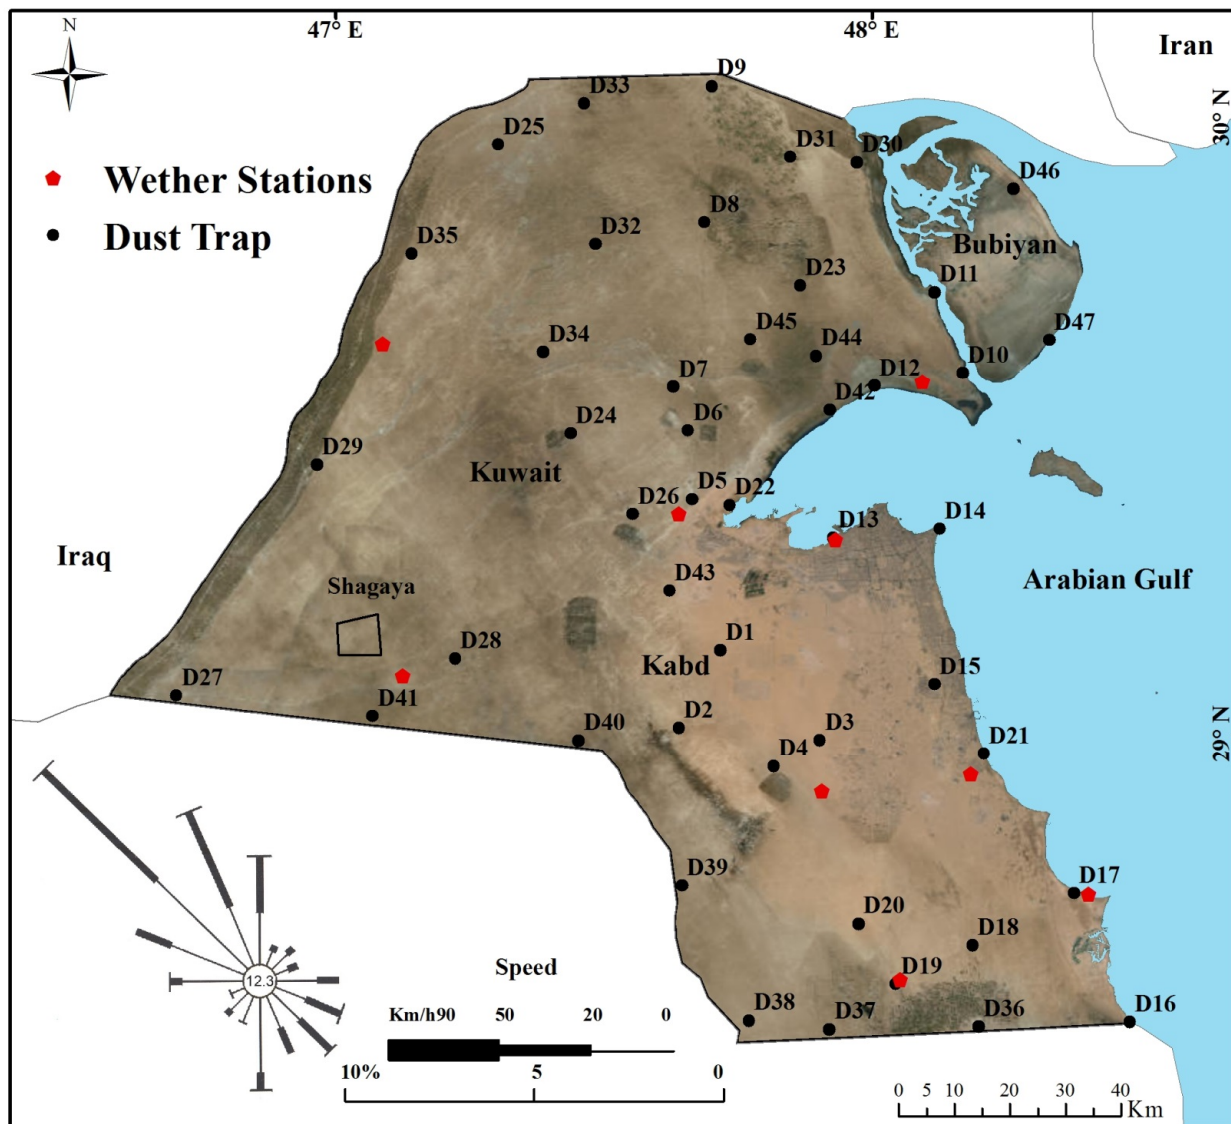 47° E
48° E
Iran
N
30° N
D9
D33
D25
D31
D30
D46
Wether Stations
Dust Trap
D8
D32
D35
Bubiyan
D23
D11
D45
D44
D47
D34
D10
D12
D7
D42
D6
D24
Kuwait
D29
D5
D22
D26
D13
D14
Iraq
Shagaya
D43
Arabian Gulf
D1
Kabd
D28
D15
D27
D41
D2
D3
D40
D4
D21
29° N
D39
D17
D20
D18
Speed
D19
12.3
D38
D37
D36
D16
Km/h90 50 20 0
10% 5 0
0 5 10 20 30 40
Km